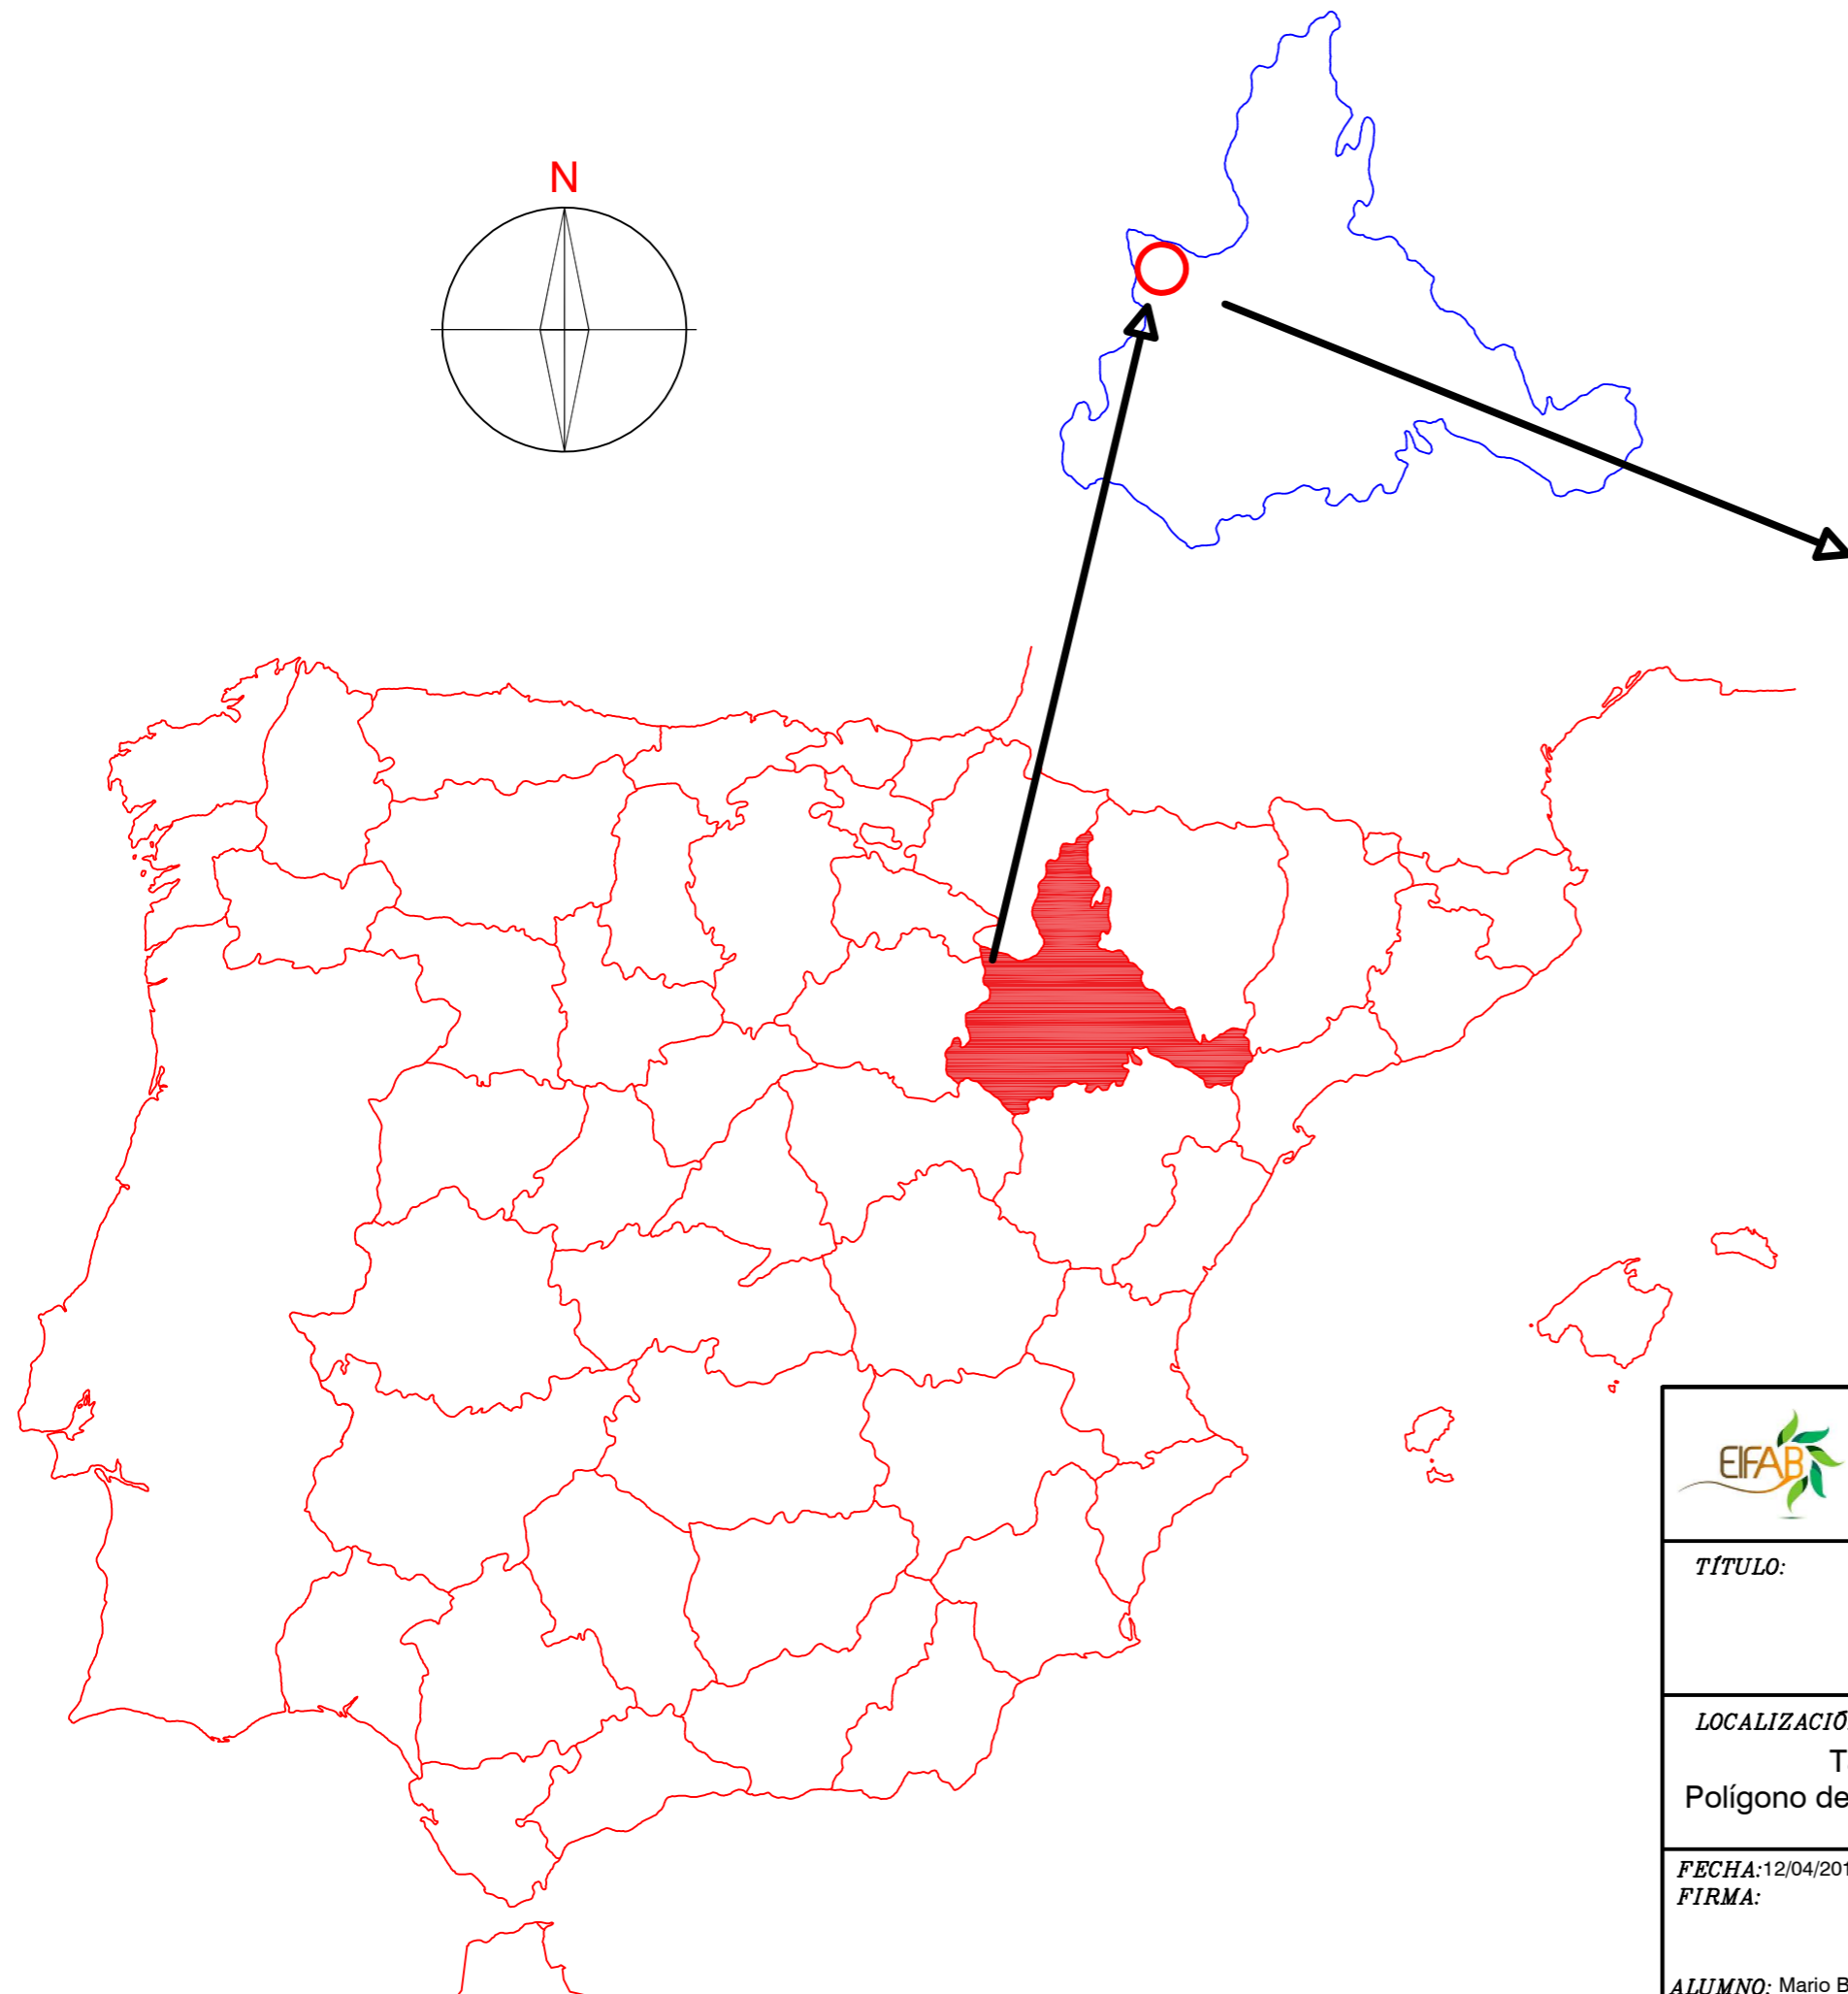 N
EIFAB
TÍTULO:
LOCALIZACIÓ
T
Polígono de
FECHA:12/04/201
FIRMA:
ALUMNO: Mario B